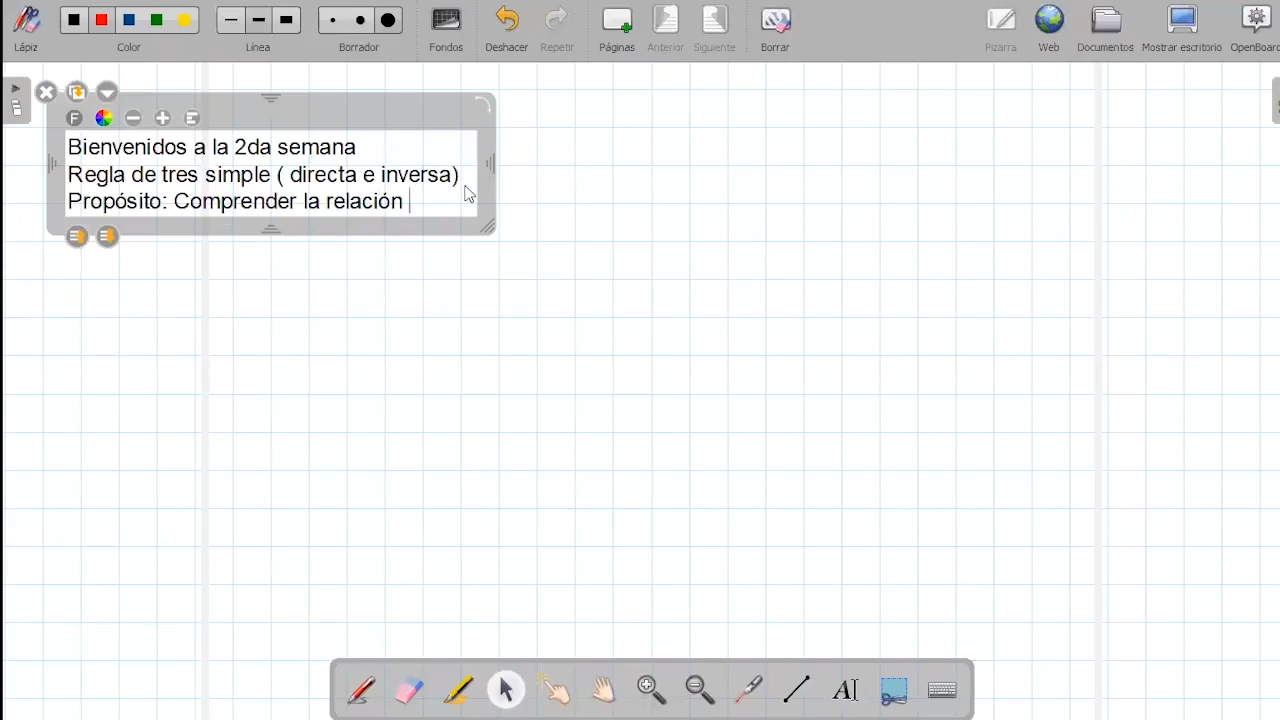 Lápiz Color Línea Borrador Fondos Deshacer Repetir Páginas Anterior Siguiente Borrar Pizarra Web Documentos Mostrar escritorio OpenBoard
F
Bienvenidos a la 2da semana
Regla de tres simple ( directa e inversa)
Propósito: Comprender la relación
AI